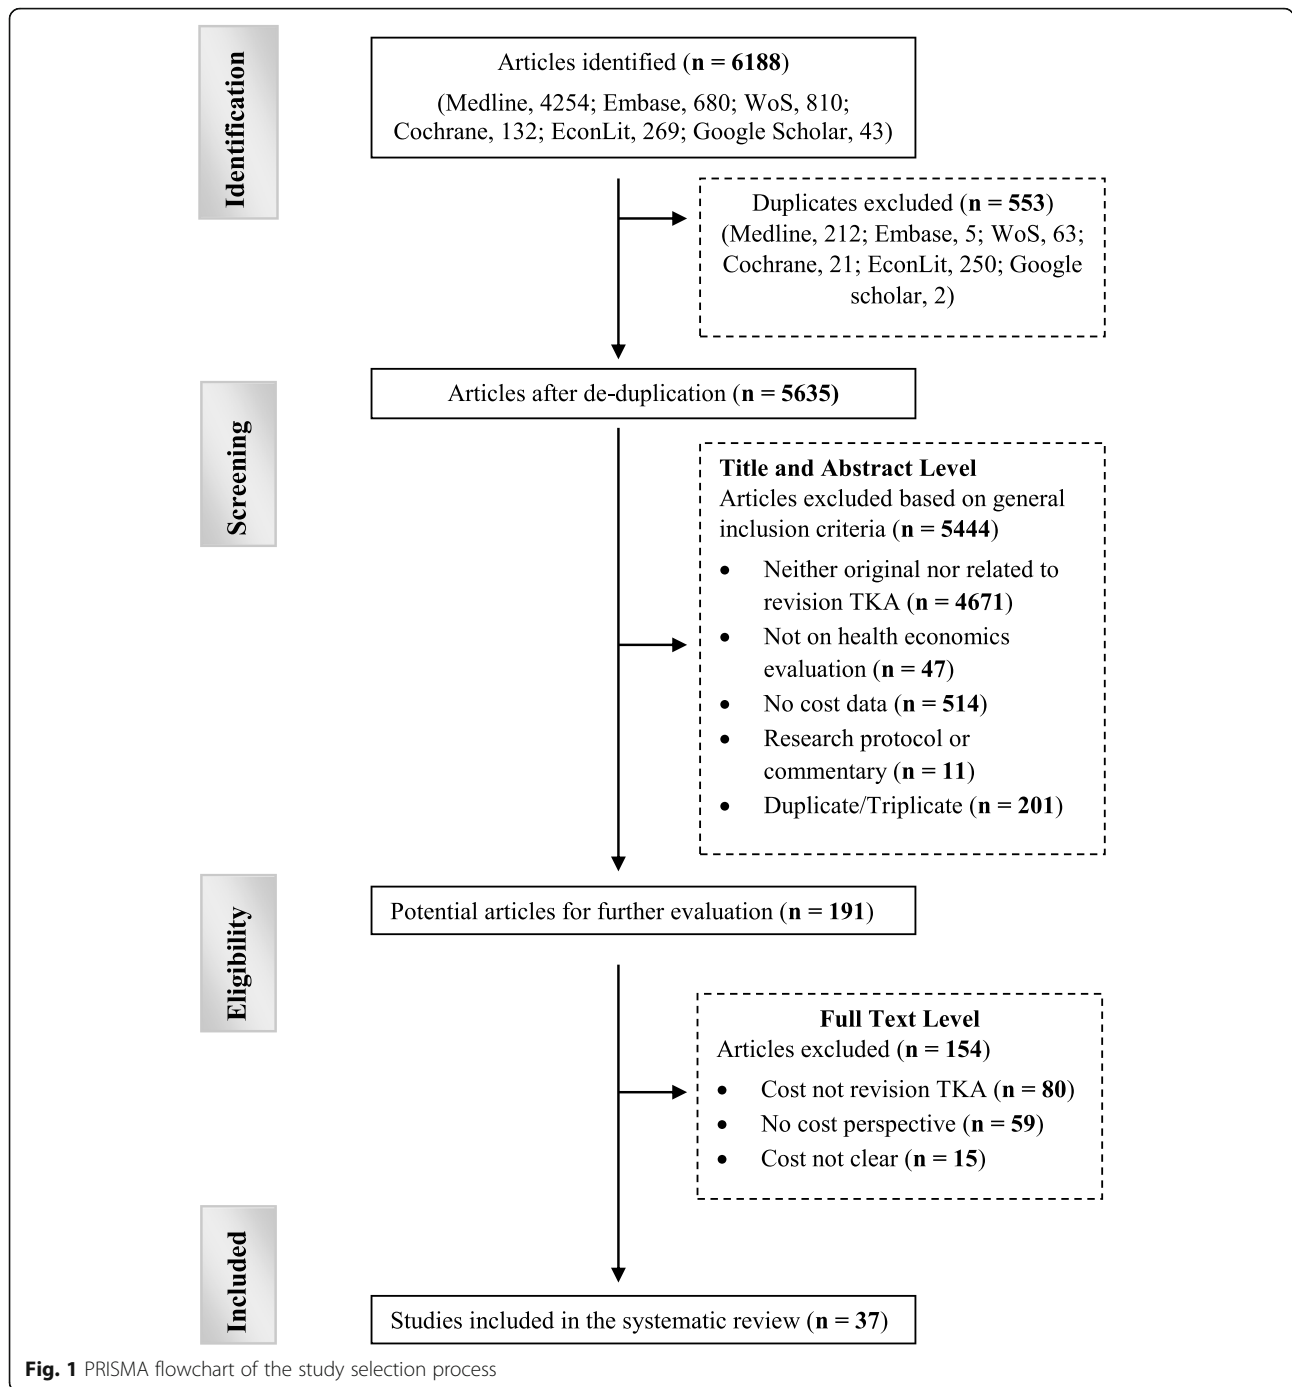 Identification
Articles identified (n = 6188)
(Medline, 4254; Embase, 680; WoS, 810;
Cochrane, 132; EconLit, 269; Google Scholar, 43)
Duplicates excluded (n = 553)
(Medline, 212; Embase, 5; WoS, 63;
Cochrane, 21; EconLit, 250; Google
scholar, 2)
Screening
Articles after de-duplication (n = 5635)
Title and Abstract Level
Articles excluded based on general
inclusion criteria (n = 5444)
• Neither original nor related to
revision TKA (n = 4671)
• Not on health economics
evaluation (n = 47)
• No cost data (n = 514)
• Research protocol or
commentary (n = 11)
• Duplicate/Triplicate (n = 201)
Eligibility
Potential articles for further evaluation (n = 191)
Full Text Level
Articles excluded (n = 154)
• Cost not revision TKA (n = 80)
• No cost perspective (n = 59)
• Cost not clear (n = 15)
Included
Studies included in the systematic review (n = 37)
Fig. 1 PRISMA flowchart of the study selection process